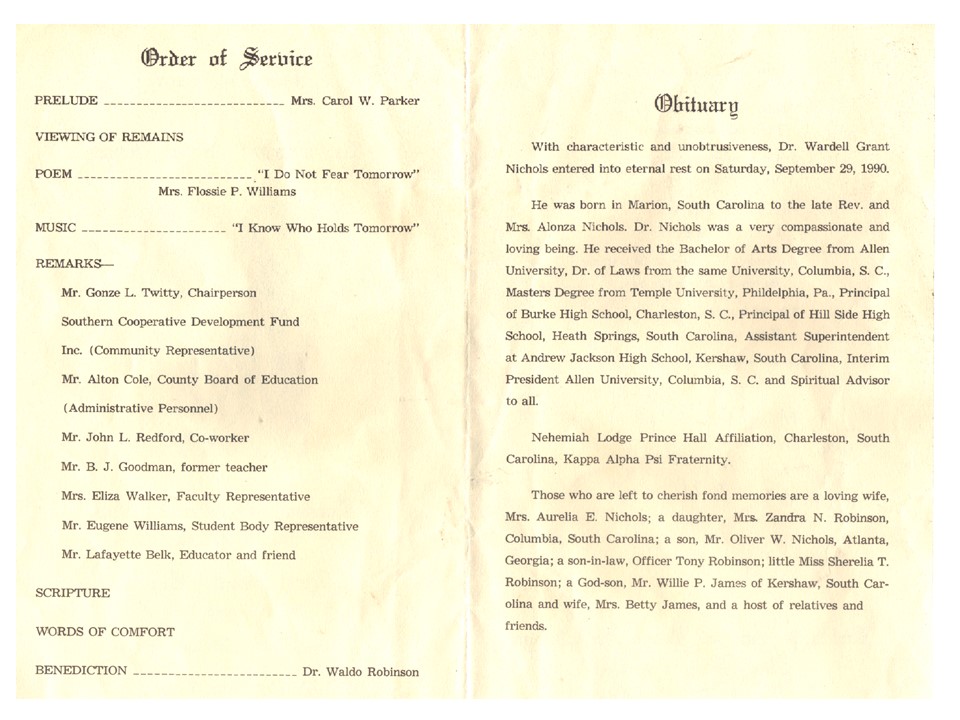 Order of Service
PRELUDE ____________________________ Mrs. Carol W. Parker
VIEWING OF REMAINS
POEM ___________________________ "I Do Not Fear Tomorrow"
Mrs. Flossie P. Williams
MUSIC ______________________ "I Know Who Holds Tomorrow"
REMARKS—
Mr. Gonze L. Twitty, Chairperson
Southern Cooperative Development Fund
Inc. (Community Representative)
Mr. Alton Cole, County Board of Education
(Administrative Personnel)
Mr. John L. Redford, Co-worker
Mr. B. J. Goodman, former teacher
Mrs. Eliza Walker, Faculty Representative
Mr. Eugene Williams, Student Body Representative
Mr. Lafayette Belk, Educator and friend
SCRIPTURE
WORDS OF COMFORT
BENEDICTION _________________________ Dr. Waldo Robinson
Obituary
With characteristic and unobtrusiveness, Dr. Wardell Grant
Nichols entered into eternal rest on Saturday, September 29, 1990.
He was born in Marion, South Carolina to the late Rev. and
Mrs. Alonza Nichols. Dr. Nichols was a very compassionate and
loving being. He received the Bachelor of Arts Degree from Allen
University, Dr. of Laws from the same University, Columbia, S. C.,
Masters Degree from Temple University, Phildelphia, Pa., Principal
of Burke High School, Charleston, S. C., Principal of Hill Side High
School, Heath Springs, South Carolina, Assistant Superintendent
at Andrew Jackson High School, Kershaw, South Carolina, Interim
President Allen University, Columbia, S. C. and Spiritual Advisor
to all.
Nehemiah Lodge Prince Hall Affiliation, Charleston, South
Carolina, Kappa Alpha Psi Fraternity.
Those who are left to cherish fond memories are a loving wife,
Mrs. Aurelia E. Nichols; a daughter, Mrs. Zandra N. Robinson,
Columbia, South Carolina; a son, Mr. Oliver W. Nichols, Atlanta,
Georgia; a son-in-law, Officer Tony Robinson; little Miss Sherelia T.
Robinson; a God-son, Mr. Willie P. James of Kershaw, South Car-
olina and wife, Mrs. Betty James, and a host of relatives and
friends.